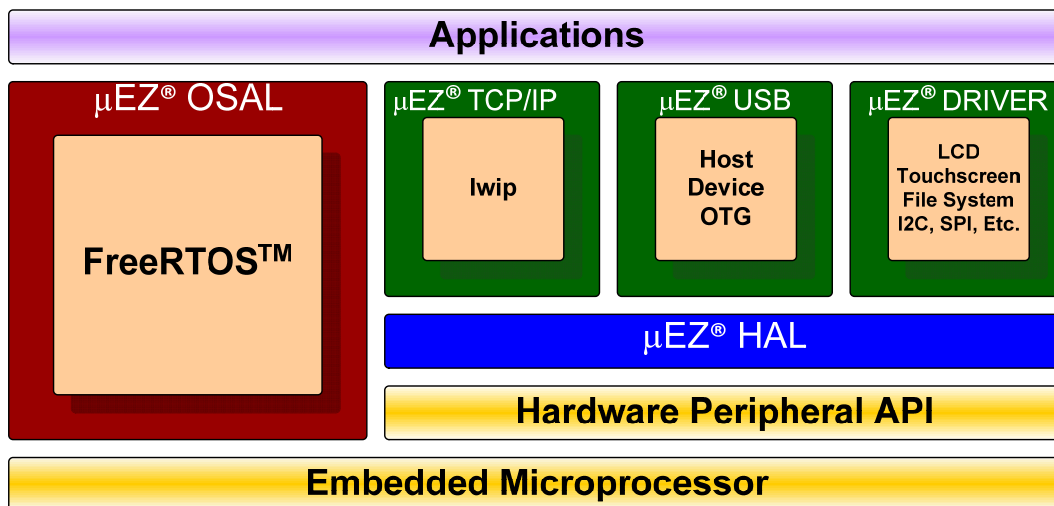 Applications
µEZ® OSAL
FreeRTOS™
µEZ® TCP/IP
lwip
µEZ® USB
Host
Device
OTG
µEZ® DRIVER
LCD
Touchscreen
File System
I2C, SPI, Etc.
µEZ® HAL
Hardware Peripheral API
Embedded Microprocessor